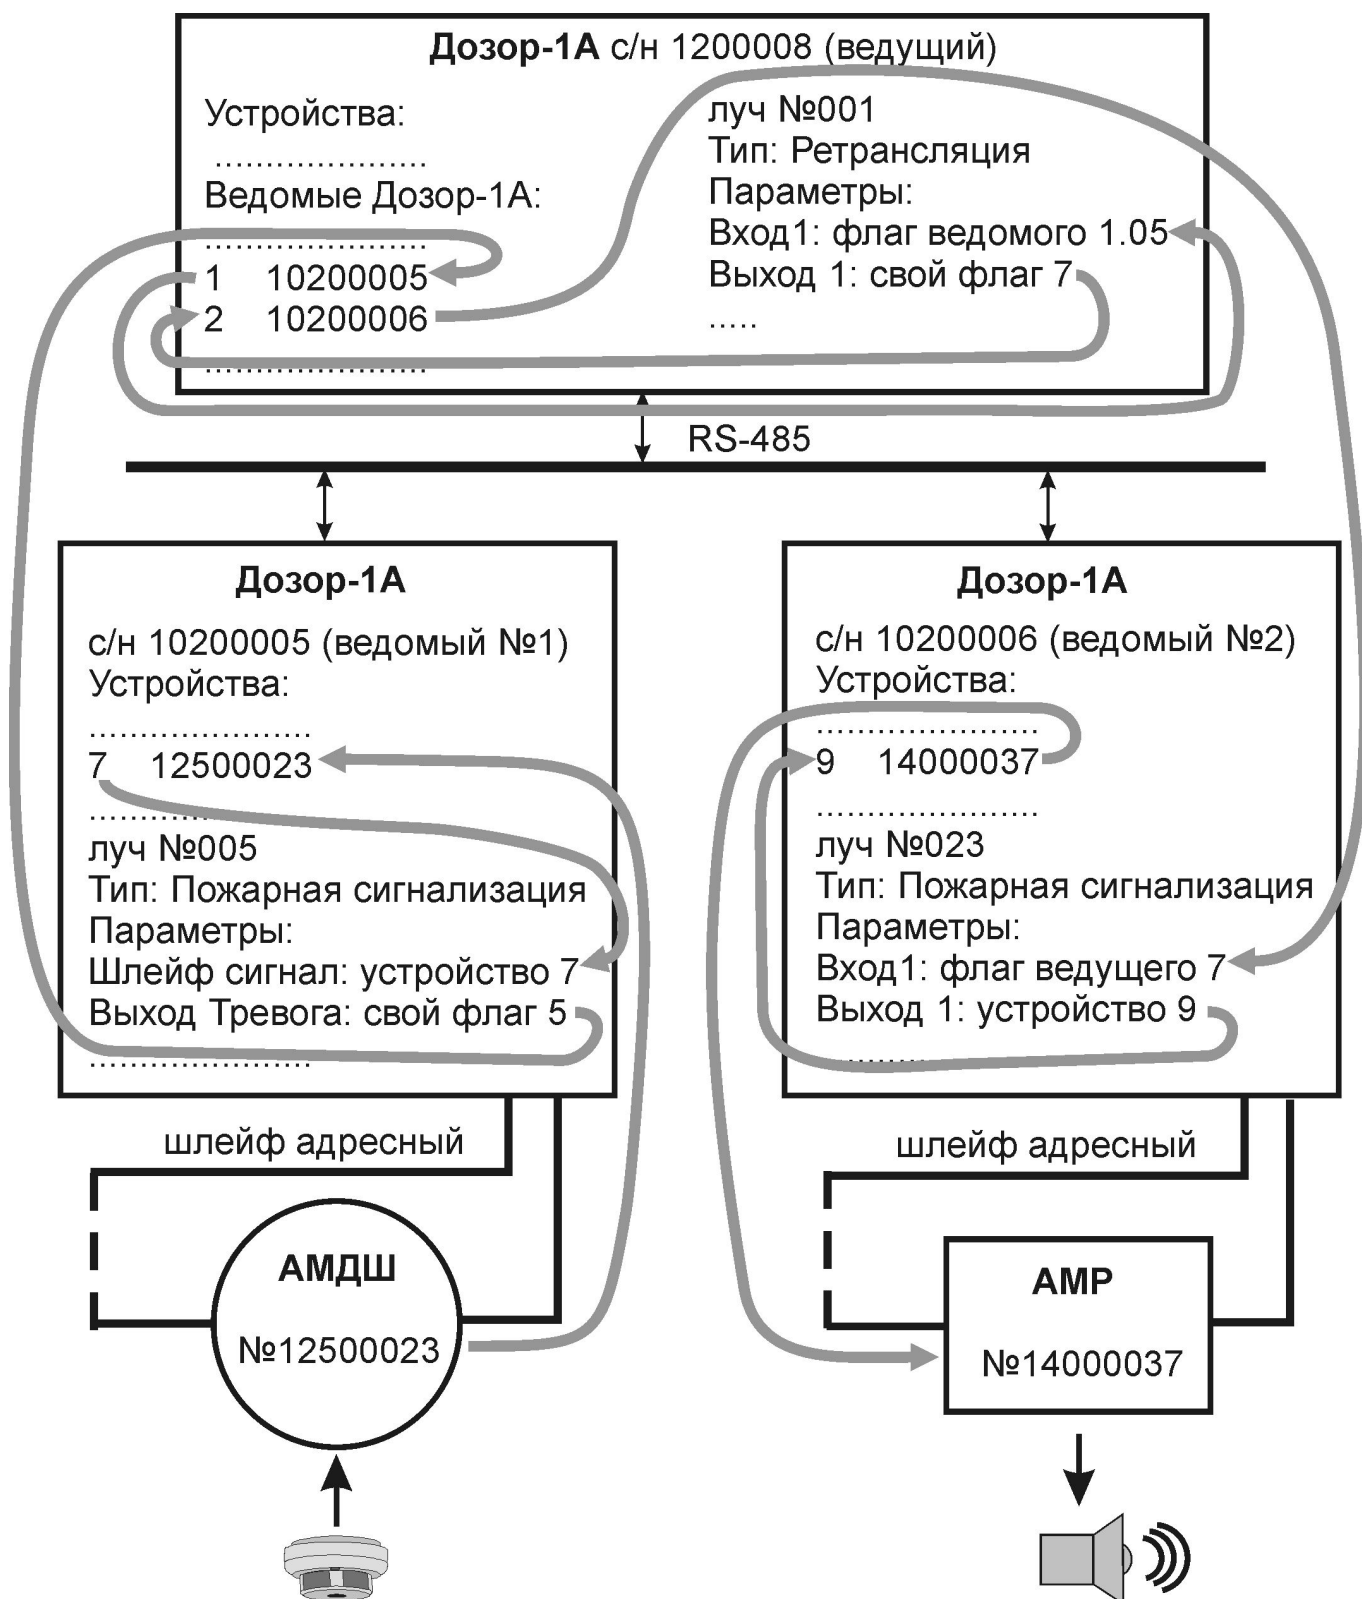 Дозор-1А с/н 1200008 (ведущий)
Устройства:
.....................
Ведомые Дозор-1А:
......................
1 10200005
2 10200006
......................
луч №001
Тип: Ретрансляция
Параметры:
Вход1: флаг ведомого 1.05
Выход 1: свой флаг 7
.....
RS-485
Дозор-1А
с/н 10200005 (ведомый №1)
Устройства:
......................
7 12500023
......................
луч №005
Тип: Пожарная сигнализация
Параметры:
Шлейф сигнал: устройство 7
Выход Тревога: свой флаг 5
......................
шлейф адресный
АМДШ
№12500023
Дозор-1А
с/н 10200006 (ведомый №2)
Устройства:
......................
9 14000037
......................
луч №023
Тип: Пожарная сигнализация
Параметры:
Вход1: флаг ведущего 7
Выход 1: устройство 9
......................
шлейф адресный
АМР
№14000037